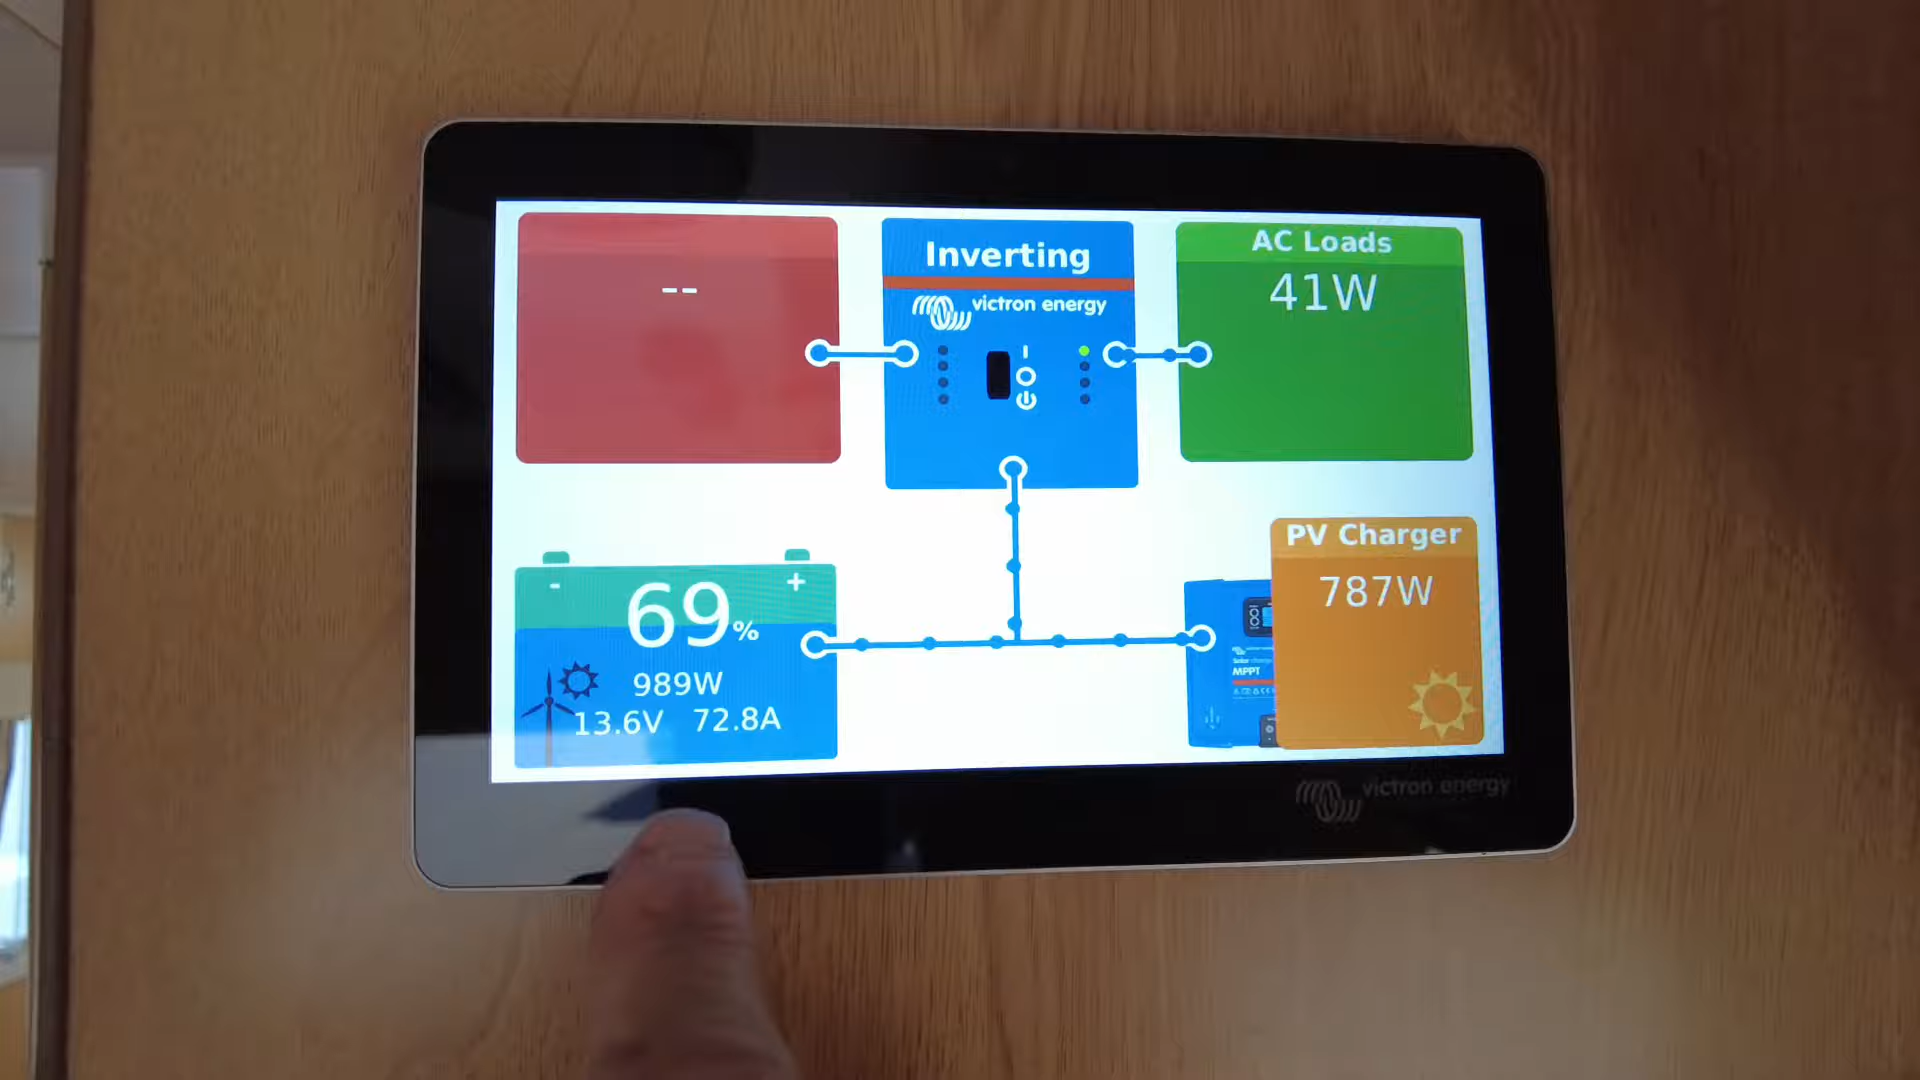 --
Inverting
victron energy
AC Loads
41W
- +
69%
989W
13.6V 72.8A
PV Charger
787W
MPPT
victron energy